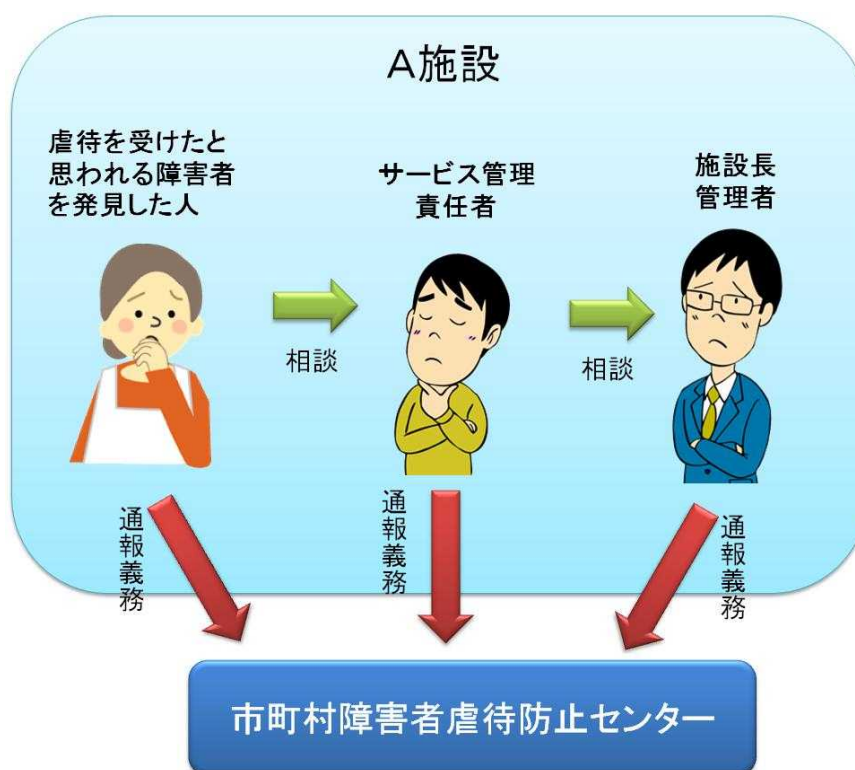 A施設
虐待を受けたと
思われる障害者
を発見した人
サービス管理
責任者
施設長
管理者
相談
相談
通報義務
通報義務
通報義務
市町村障害者虐待防止センター